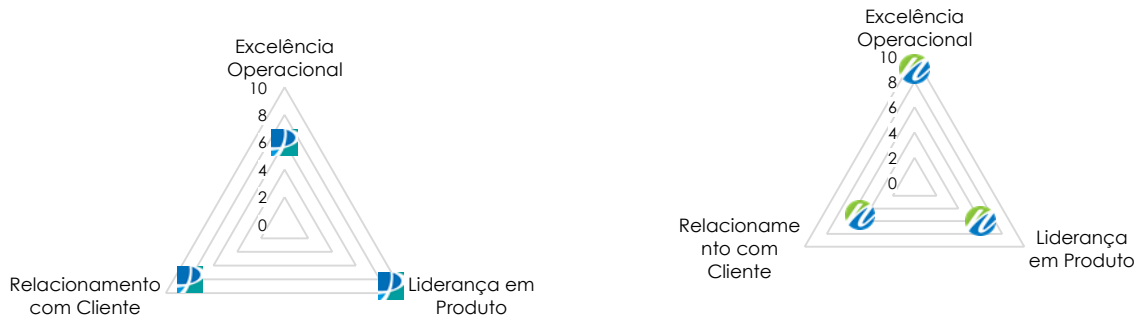 Excelência
Operacional
10
8
6
4
2
0
Relacionamento
com Cliente
Liderança em
Produto
Excelência
Operacional
10
8
6
4
2
0
Relacioname
nto com
Cliente
Liderança
em Produto